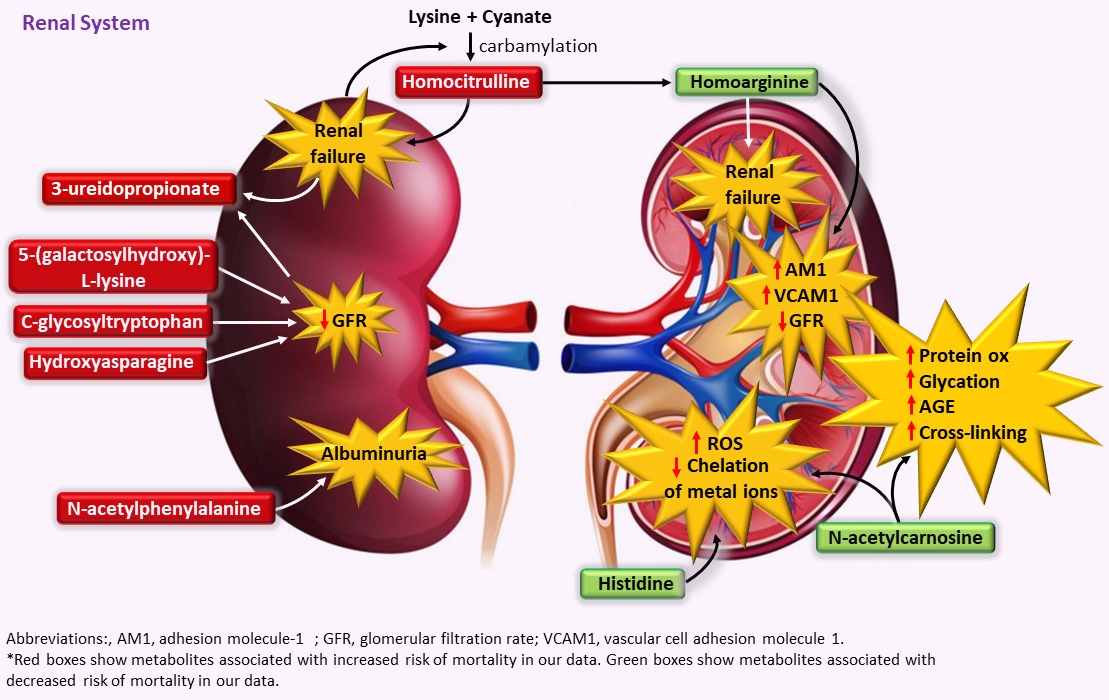 Renal System
Lysine + Cyanate
carbamylation
Homocitrulline
Homoarginine
Renal
failure
3-ureidopropionate
5-(galactosylhydroxy)-
L-lysine
C-glycosyltryptophan
Hydroxyasparagine
↓ GFR
Albuminuria
N-acetylphenylalanine
Renal
failure
↑ AM1
↑ VCAM1
↓ GFR
↑ Protein ox
↑ Glycation
↑ AGE
↑ Cross-linking
↑ ROS
↓ Chelation
of metal ions
N-acetylcarnosine
Histidine
Abbreviations:, AM1, adhesion molecule-1 ; GFR, glomerular filtration rate; VCAM1, vascular cell adhesion molecule 1.
*Red boxes show metabolites associated with increased risk of mortality in our data. Green boxes show metabolites associated with
decreased risk of mortality in our data.